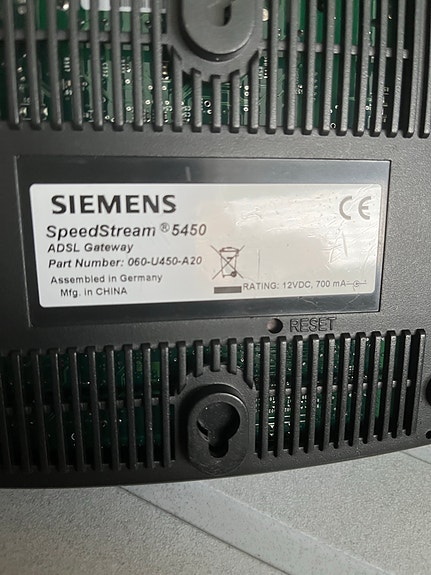 SIEMENS
SpeedStream® 5450
ADSL Gateway
Part Number: 060-U450-A20
Assembled in Germany
Mfg. in CHINA
CE
RATING: 12VDC, 700 mA
RESET